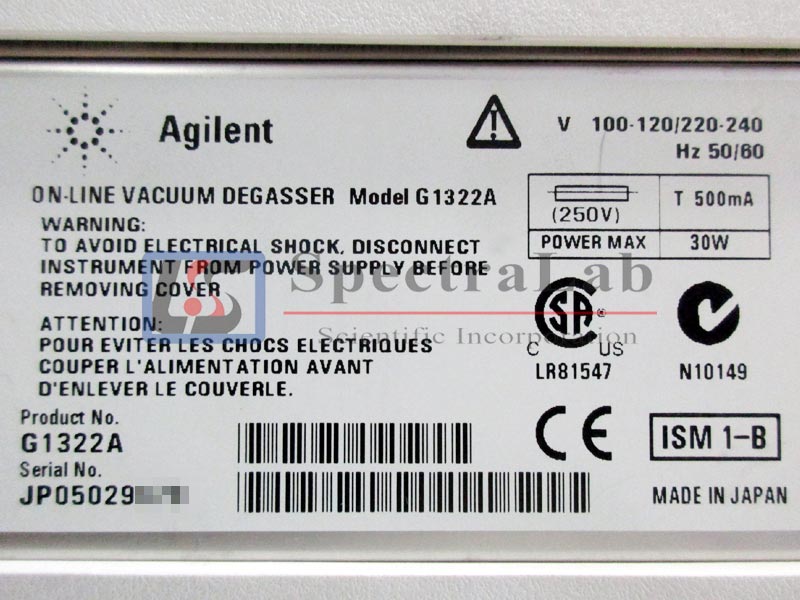 Agilent
V 100-120/220-240
Hz 50/60
ON-LINE VACUUM DEGASSER Model G1322A
(250V)
T 500mA
POWER MAX 30W
WARNING:
TO AVOID ELECTRICAL SHOCK, DISCONNECT
INSTRUMENT FROM POWER SUPPLY BEFORE
REMOVING COVER
ATTENTION:
POUR EVITER LES CHOCS ELECTRIQUES
COUPER L'ALIMENTATION AVANT
D'ENLEVER LE COUVERLE.
SpectraLab
Scientific Incorporation
SA ®
C US
LR81547
N10149
Product No.
G1322A
Serial No.
JP05029
CE
ISM 1-B
MADE IN JAPAN